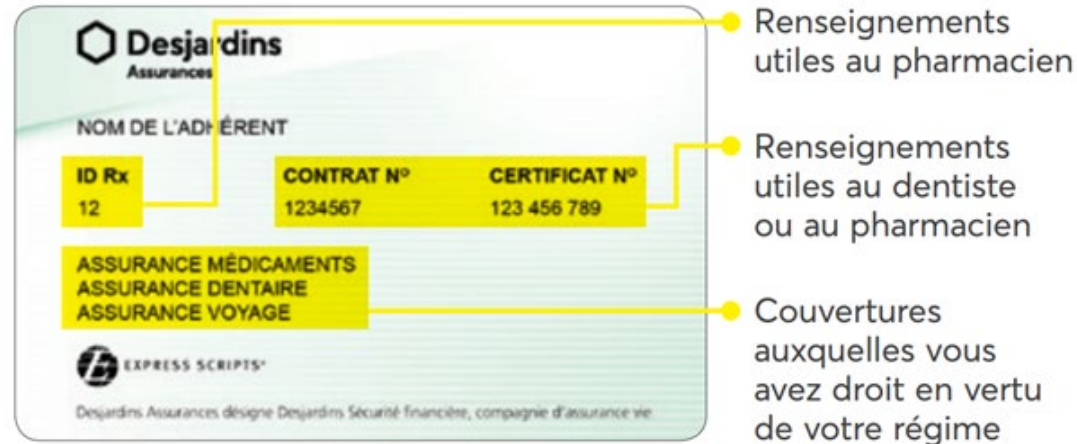 Desjardins
Assurances
NOM DE L'ADHÉRENT
ID Rx CONTRAT Nº CERTIFICAT Nº
12 1234567 123 456 789
ASSURANCE MÉDICAMENTS
ASSURANCE DENTAIRE
ASSURANCE VOYAGE
EXPRESS SCRIPTS®
Desjardins Assurances désigne Desjardins Sécurité financière, compagnie d'assurance vie
Renseignements
utiles au pharmacien
Renseignements
utiles au dentiste
ou au pharmacien
Couvertures
auxquelles vous
avez droit en vertu
de votre régime